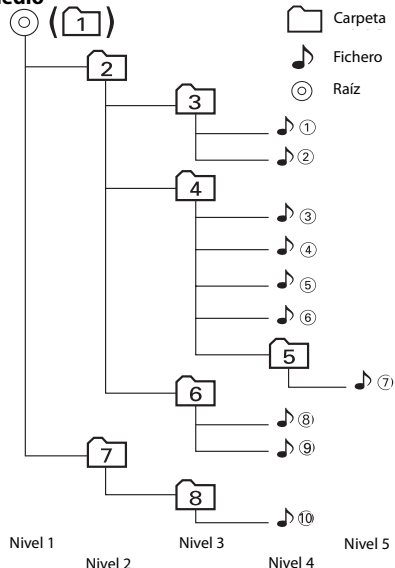 (1)
Carpeta
Fichero
Raíz
2
3
①
②
4
③
④
⑤
⑥
5
⑦
6
⑧
⑨
7
8
⑩
Nivel 1
Nivel 2
Nivel 3
Nivel 4
Nivel 5